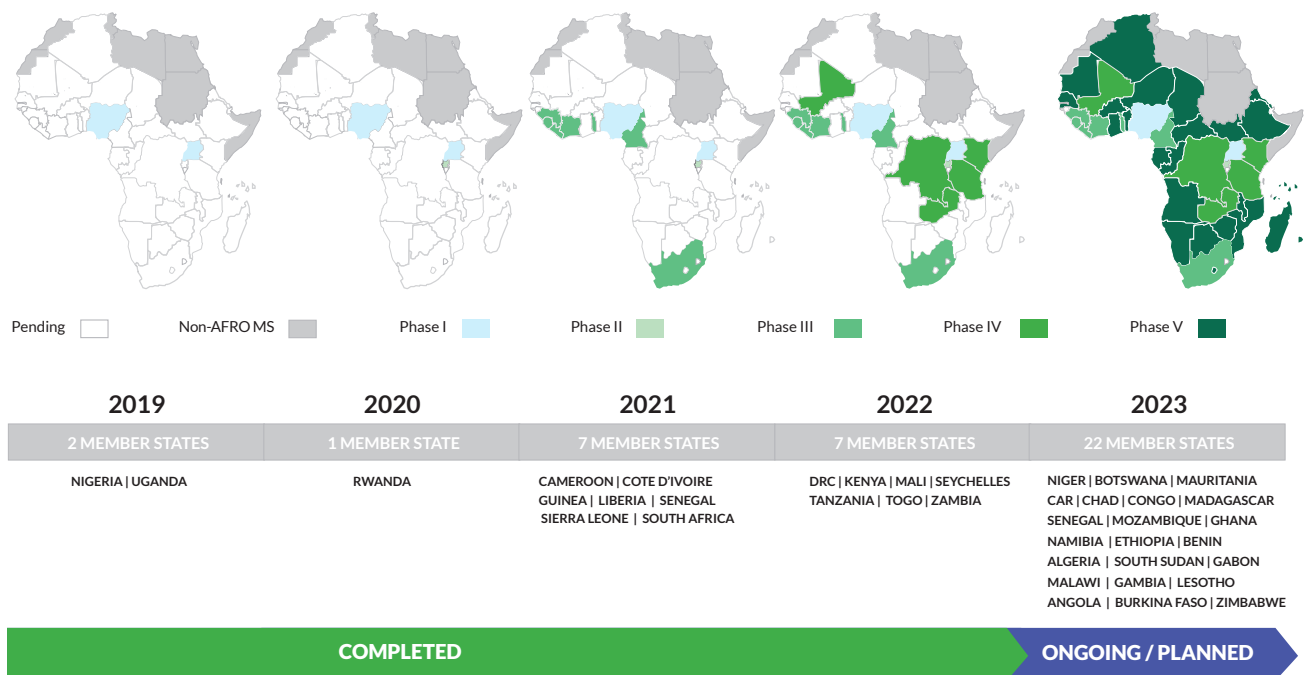 Pending Non-AFRO MS Phase I Phase II Phase III Phase IV Phase V
2019
2 MEMBER STATES
NIGERIA | UGANDA
2020
1 MEMBER STATE
RWANDA
2021
7 MEMBER STATES
CAMEROON | COTE D’IVOIRE
GUINEA | LIBERIA | SENEGAL
SIERRA LEONE | SOUTH AFRICA
2022
7 MEMBER STATES
DRC | KENYA | MALI | SEYCHELLES
TANZANIA | TOGO | ZAMBIA
2023
22 MEMBER STATES
NIGER | BOTSWANA | MAURITANIA
CAR | CHAD | CONGO | MADAGASCAR
SENEGAL | MOZAMBIQUE | GHANA
NAMIBIA | ETHIOPIA | BENIN
ALGERIA | SOUTH SUDAN | GABON
MALAWI | GAMBIA | LESOTHO
ANGOLA | BURKINA FASO | ZIMBABWE
COMPLETED
ONGOING / PLANNED